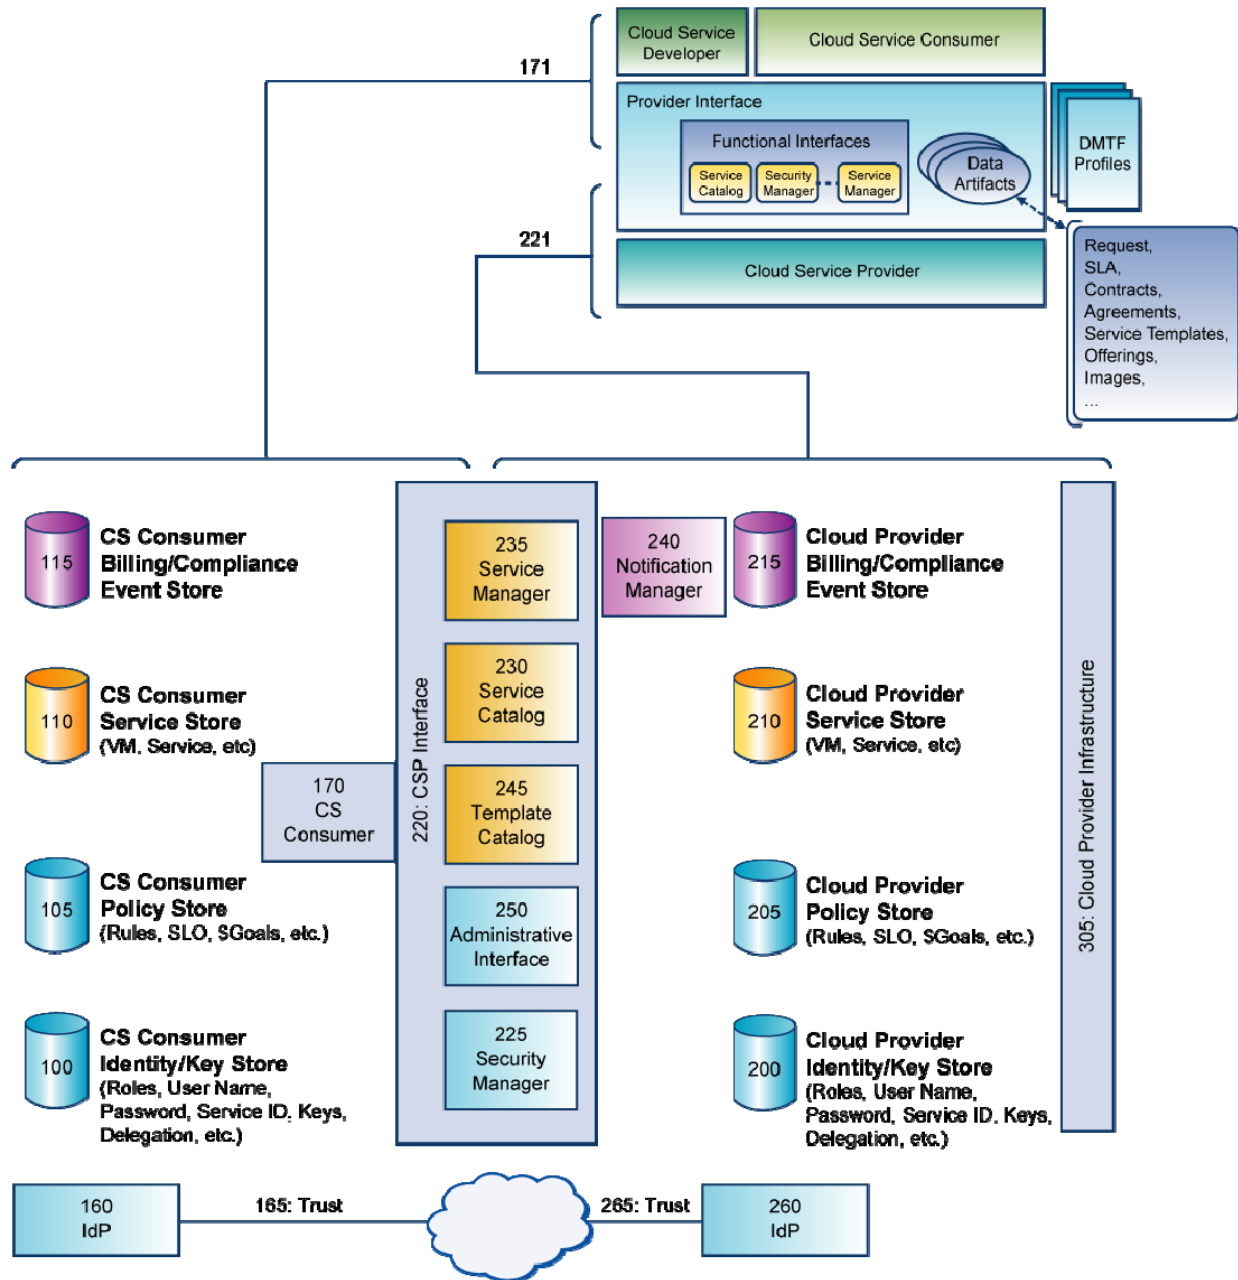 Cloud Service
Developer
Cloud Service Consumer
171
Provider Interface
Functional Interfaces
Service
Catalog
Security
Manager
Service
Manager
Data
Artifacts
DMTF
Profiles
221
Cloud Service Provider
Request,
SLA,
Contracts,
Agreements,
Service Templates,
Offerings,
Images,
...
115
CS Consumer
Billing/Compliance
Event Store
235
Service
Manager
240
Notification
Manager
215
Cloud Provider
Billing/Compliance
Event Store
110
CS Consumer
Service Store
(VM, Service, etc)
230
Service
Catalog
210
Cloud Provider
Service Store
(VM, Service, etc)
170
CS
Consumer
220: CSP Interface
245
Template
Catalog
305: Cloud Provider Infrastructure
105
CS Consumer
Policy Store
(Rules, SLO, $Goals, etc.)
250
Administrative
Interface
205
Cloud Provider
Policy Store
(Rules, SLO, $Goals, etc.)
100
CS Consumer
Identity/Key Store
(Roles, User Name,
Password, Service ID, Keys,
Delegation, etc.)
225
Security
Manager
200
Cloud Provider
Identity/Key Store
(Roles, User Name,
Password, Service ID, Keys,
Delegation, etc.)
160
IdP
165: Trust
265: Trust
260
IdP